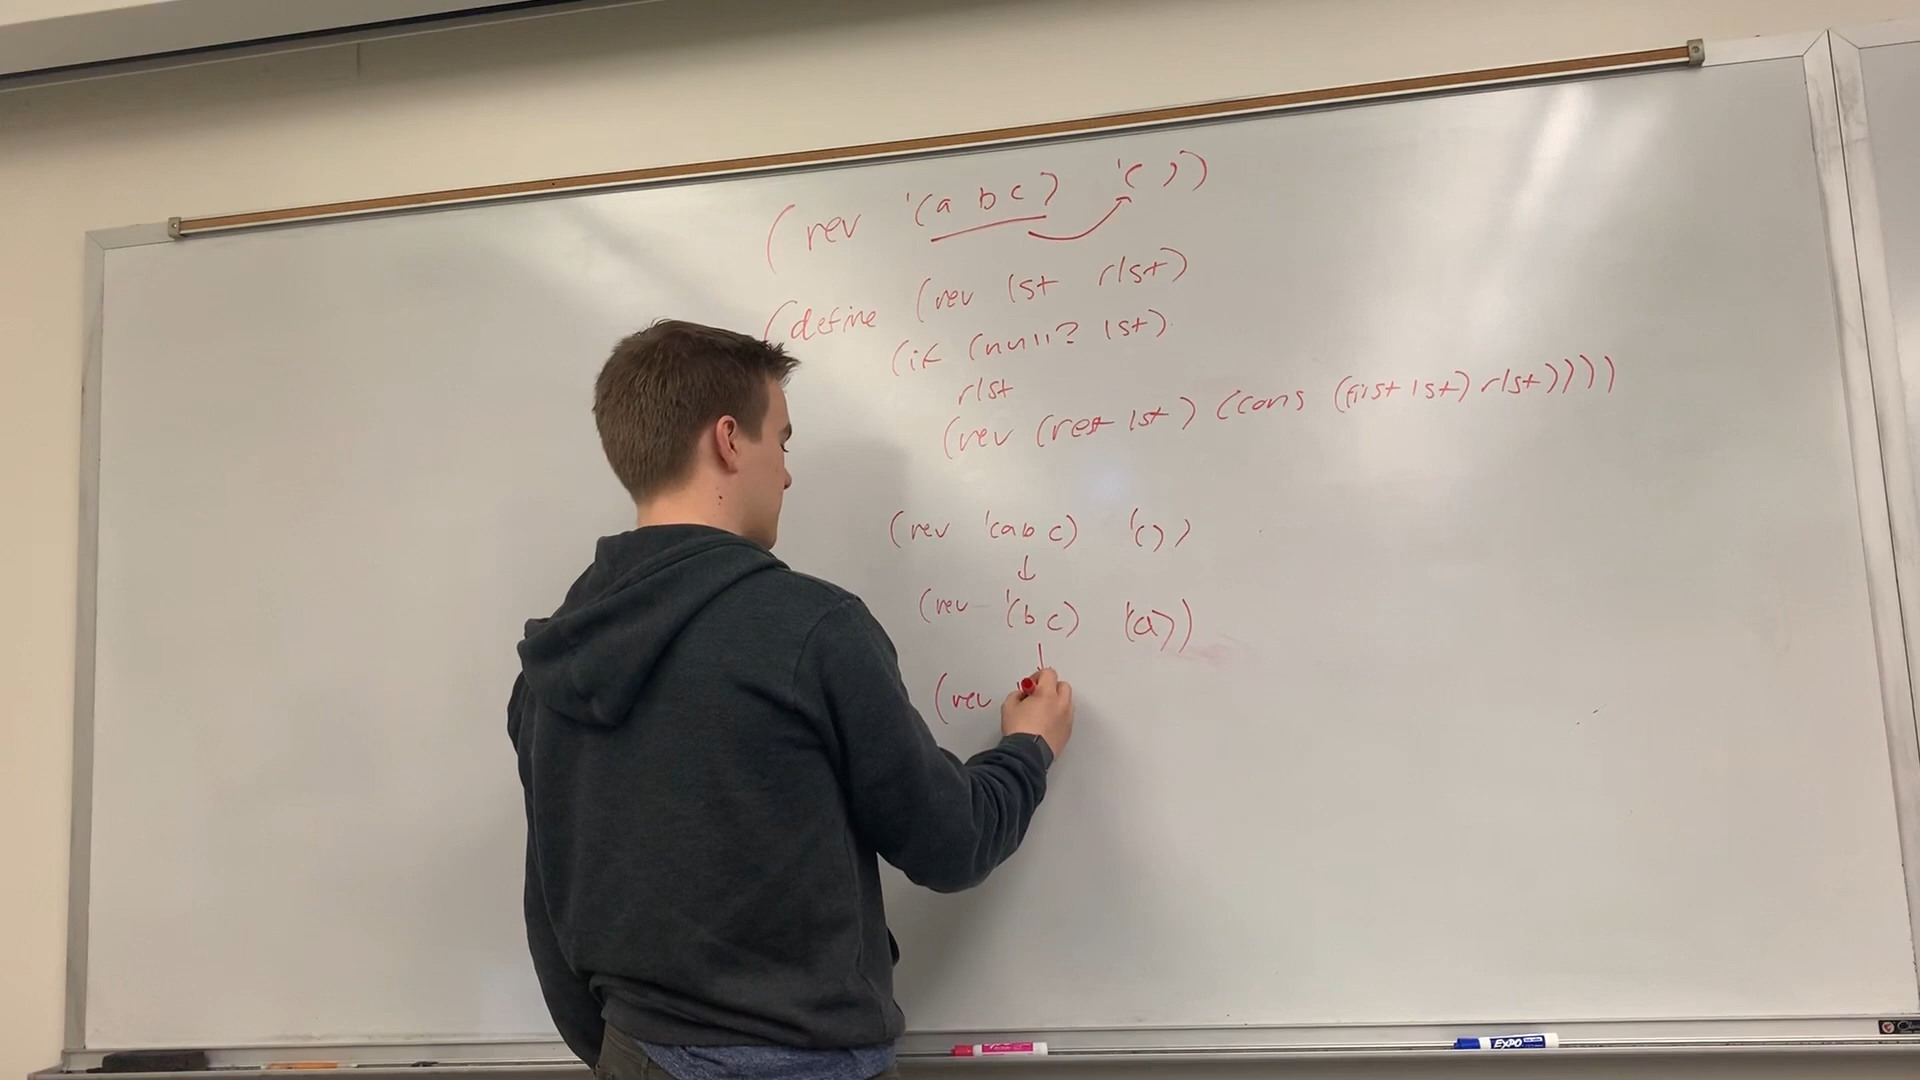 (rev '(a b c) '( ))
(define (rev lst rlst)
(if (null? lst)
rlst
(rev (rest lst) (cons (first lst) rlst))))
(rev '(a b c) '())
↓
(rev '(b c) '(a))
(rev '
EXPO